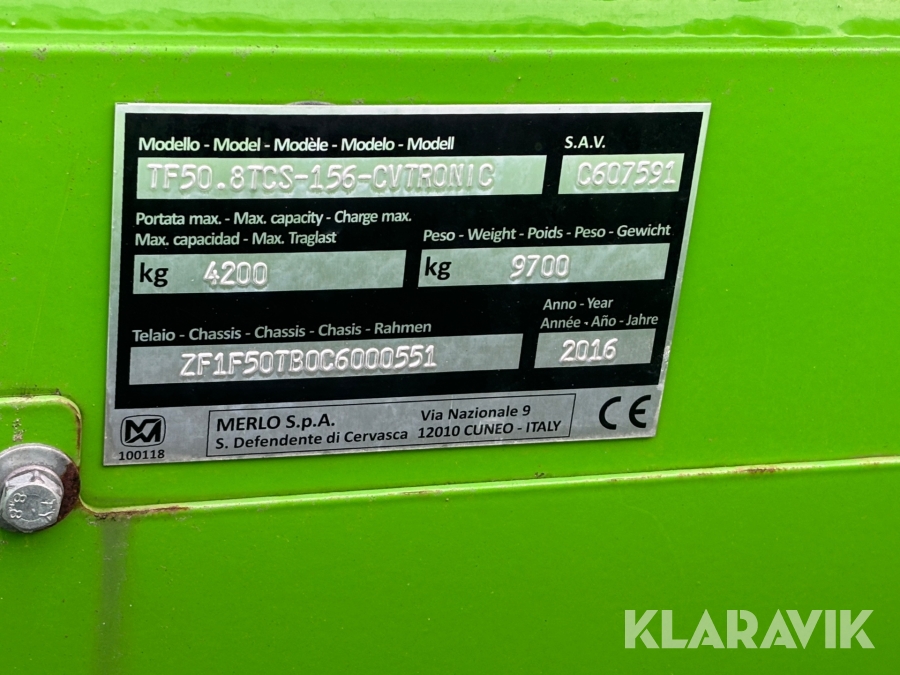 Modello - Model - Modèle - Modelo - Modell
S.A.V.
TF50.8TCS-156-CVTRONIC
C607591
Portata max. - Max. capacity - Charge max.
Max. capacidad - Max. Traglast
Peso - Weight - Poids - Peso - Gewicht
kg 4200
kg 9700
Anno - Year
Année - Año - Jahre
Telaio - Chassis - Chassis - Chasis - Rahmen
ZF1F50TB0C6000551
2016
100118
MERLO S.p.A.
S. Defendente di Cervasca
Via Nazionale 9
12010 CUNEO - ITALY
CE
8.8
KLARAVIK